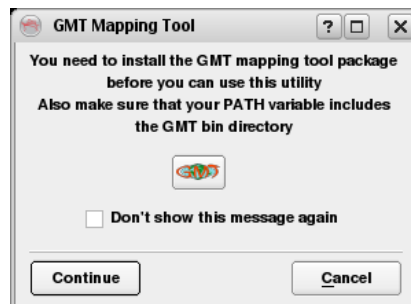 GMT Mapping Tool
?
You need to install the GMT mapping tool package
before you can use this utility
Also make sure that your PATH variable includes
the GMT bin directory
GMT
Don't show this message again
Continue
Cancel